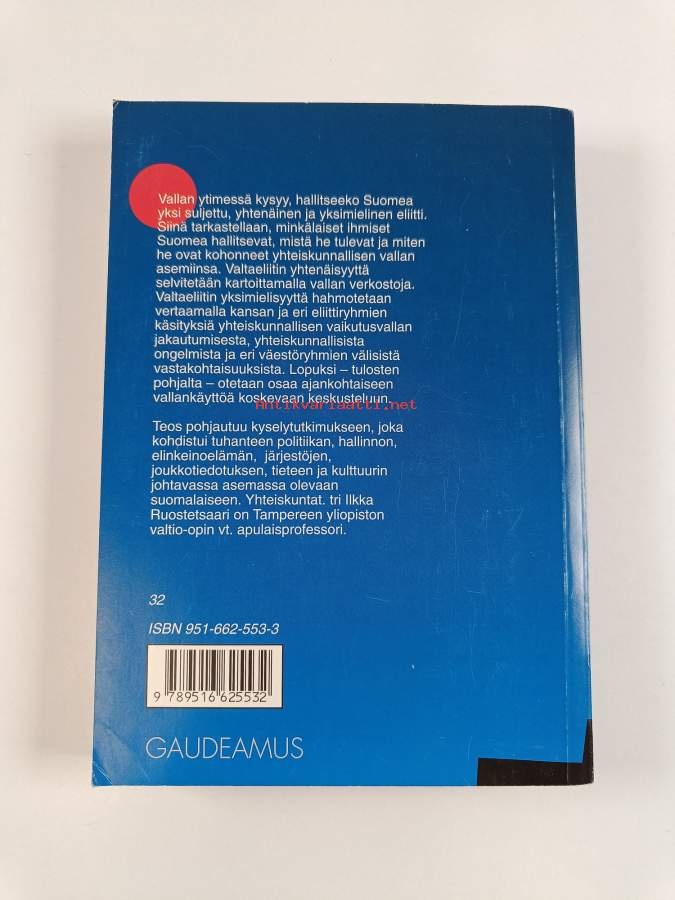 Vallan ytimessä kysyy, hallitseeko Suomea
yksi suljettu, yhtenäinen ja yksimielinen eliitti.
Siinä tarkastellaan, minkälaiset ihmiset
Suomea hallitsevat, mistä he tulevat ja miten
he ovat kohonneet yhteiskunnallisen vallan
asemiinsa. Valtaeliitin yhtenäisyyttä
selvitetään kartoittamalla vallan verkostoja.
Valtaeliitin yksimielisyyttä hahmotetaan
vertaamalla kansan ja eri eliittiryhmien
käsityksiä yhteiskunnallisen vaikutusvallan
jakautumisesta, yhteiskunnallisista
ongelmista ja eri väestöryhmien välisistä
vastakohtaisuuksista. Lopuksi – tulosten
pohjalta – otetaan osaa ajankohtaiseen
vallankäyttöä koskevaan keskusteluun.
Antikvariaatti.net
Teos pohjautuu kyselytutkimukseen, joka
kohdistui tuhanteen politiikan, hallinnon,
elinkeinoelämän, järjestöjen,
joukkotiedotuksen, tieteen ja kulttuurin
johtavassa asemassa olevaan
suomalaiseen. Yhteiskuntat. tri Ilkka
Ruostetsaari on Tampereen yliopiston
valtio-opin vt. apulaisprofessori.
32
ISBN 951-662-553-3
9 789516 625532
GAUDEAMUS